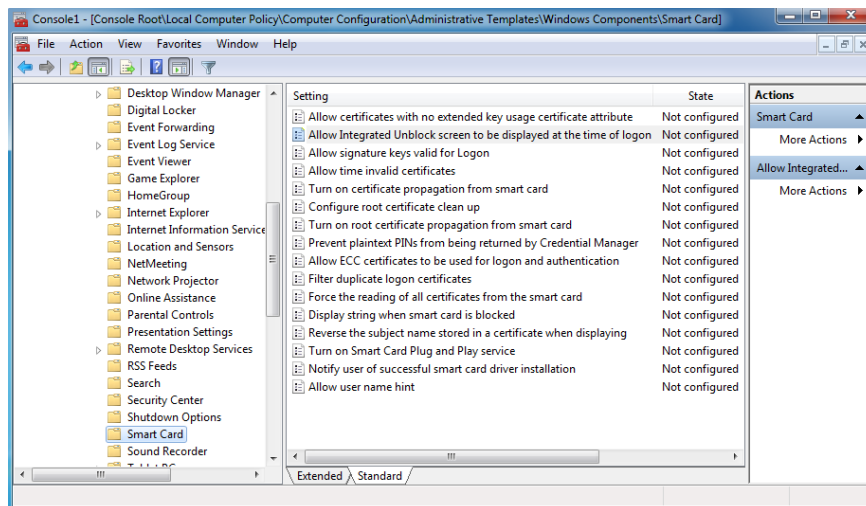 Console1 - [Console Root\Local Computer Policy\Computer Configuration\Administrative Templates\Windows Components\Smart Card]
File Action View Favorites Window Help
Desktop Window Manager
Digital Locker
Event Forwarding
Event Log Service
Event Viewer
Game Explorer
HomeGroup
Internet Explorer
Internet Information Service
Location and Sensors
NetMeeting
Network Projector
Online Assistance
Parental Controls
Presentation Settings
Remote Desktop Services
RSS Feeds
Search
Security Center
Shutdown Options
Smart Card
Sound Recorder
Setting State
Allow certificates with no extended key usage certificate attribute Not configured
Allow Integrated Unblock screen to be displayed at the time of logon Not configured
Allow signature keys valid for Logon Not configured
Allow time invalid certificates Not configured
Turn on certificate propagation from smart card Not configured
Configure root certificate clean up Not configured
Turn on root certificate propagation from smart card Not configured
Prevent plaintext PINs from being returned by Credential Manager Not configured
Allow ECC certificates to be used for logon and authentication Not configured
Filter duplicate logon certificates Not configured
Force the reading of all certificates from the smart card Not configured
Display string when smart card is blocked Not configured
Reverse the subject name stored in a certificate when displaying Not configured
Turn on Smart Card Plug and Play service Not configured
Notify user of successful smart card driver installation Not configured
Allow user name hint Not configured
Extended Standard
Actions
Smart Card
More Actions
Allow Integrated...
More Actions